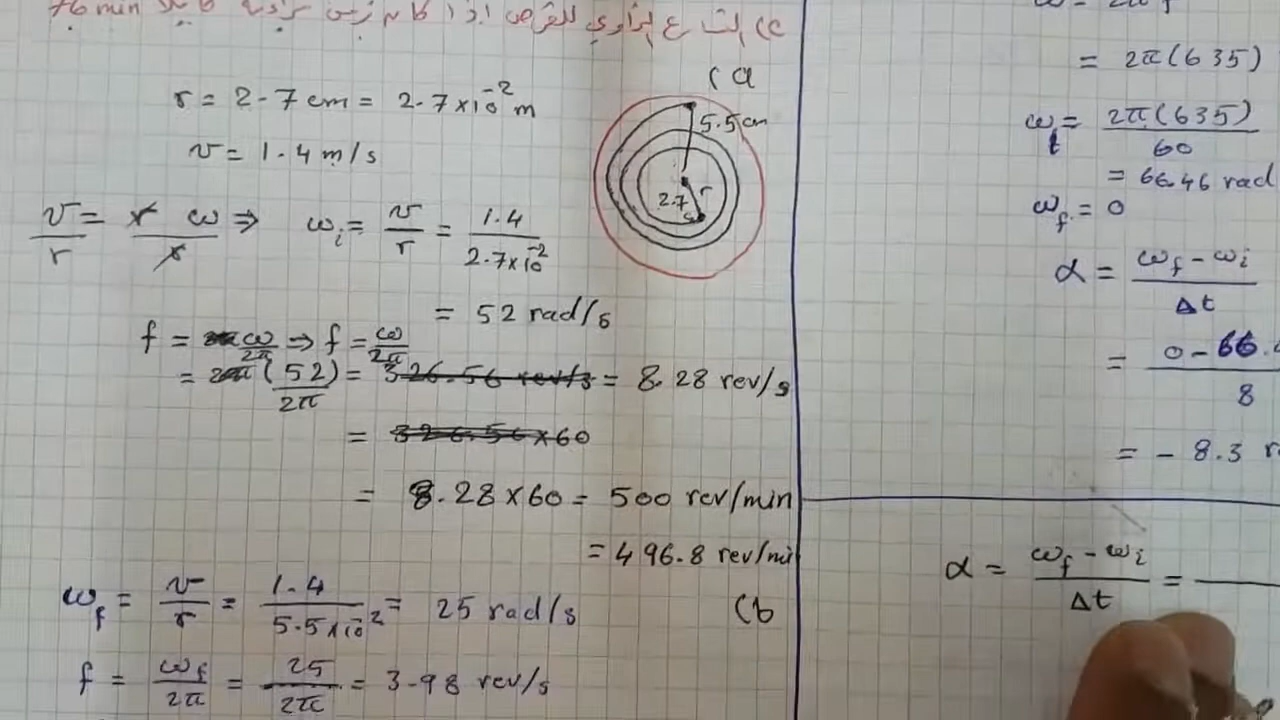 76 min
(a
r = 2.7 cm = 2.7×10⁻² m
5.5cm
v = 1.4 m/s
2.7
r
v/r = r ω/r ⇒ ωᵢ = v/r = 1.4/2.7×10⁻²
= 52 rad/s
f = ω/2π ⇒ f = ω/2π
= (52)/2π = 326.56 rev/s = 8.28 rev/s
= 326.56×60
= 8.28×60 = 500 rev/min
= 496.8 rev/min
ω_f = v/r = 1.4/5.5×10⁻² = 25 rad/s
(b
f = ω_f/2π = 25/2π = 3.98 rev/s
= 2π(635)
= 2π(635)/60
= 66.46 rad
ω_f = 0
α = ω_f - ωᵢ/Δt
= 0-66./8
= - 8.3
α = ω_f - ωᵢ/Δt =